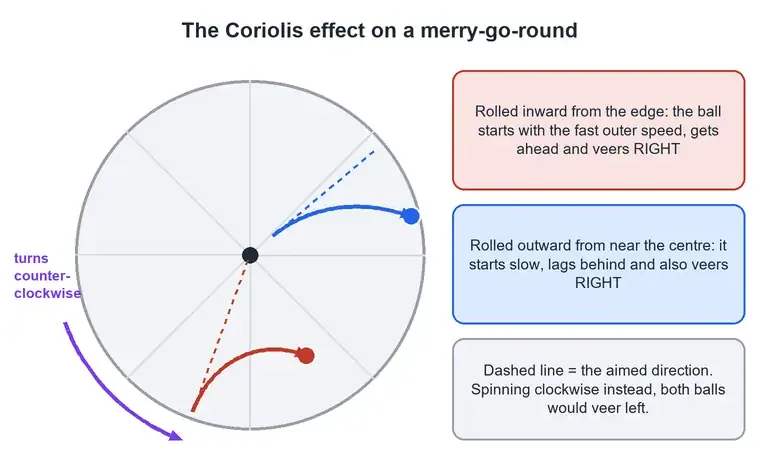 The Coriolis effect on a merry-go-round
Rolled inward from the edge: the ball
starts with the fast outer speed, gets
ahead and veers RIGHT
turns
counter-
clockwise
Rolled outward from near the centre: it
starts slow, lags behind and also veers
RIGHT
Dashed line = the aimed direction.
Spinning clockwise instead, both balls
would veer left.